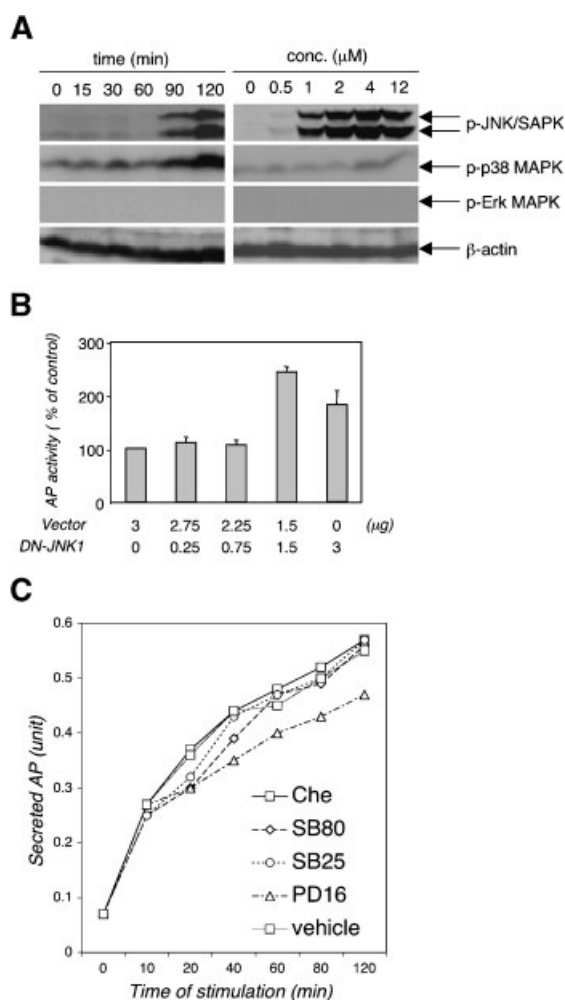 A
time (min)
conc. (µM)
0 15 30 60 90 120
0 0.5 1 2 4 12
p-JNK/SAPK
p-p38 MAPK
p-Erk MAPK
β-actin
B
AP activity ( % of control)
300
200
100
0
Vector 3 2.75 2.25 1.5 0 (µg)
DN-JNK1 0 0.25 0.75 1.5 3
C
Secreted AP (unit)
0.6
0.5
0.4
0.3
0.2
0.1
0
Che
SB80
SB25
PD16
vehicle
0 10 20 40 60 80 120
Time of stimulation (min)